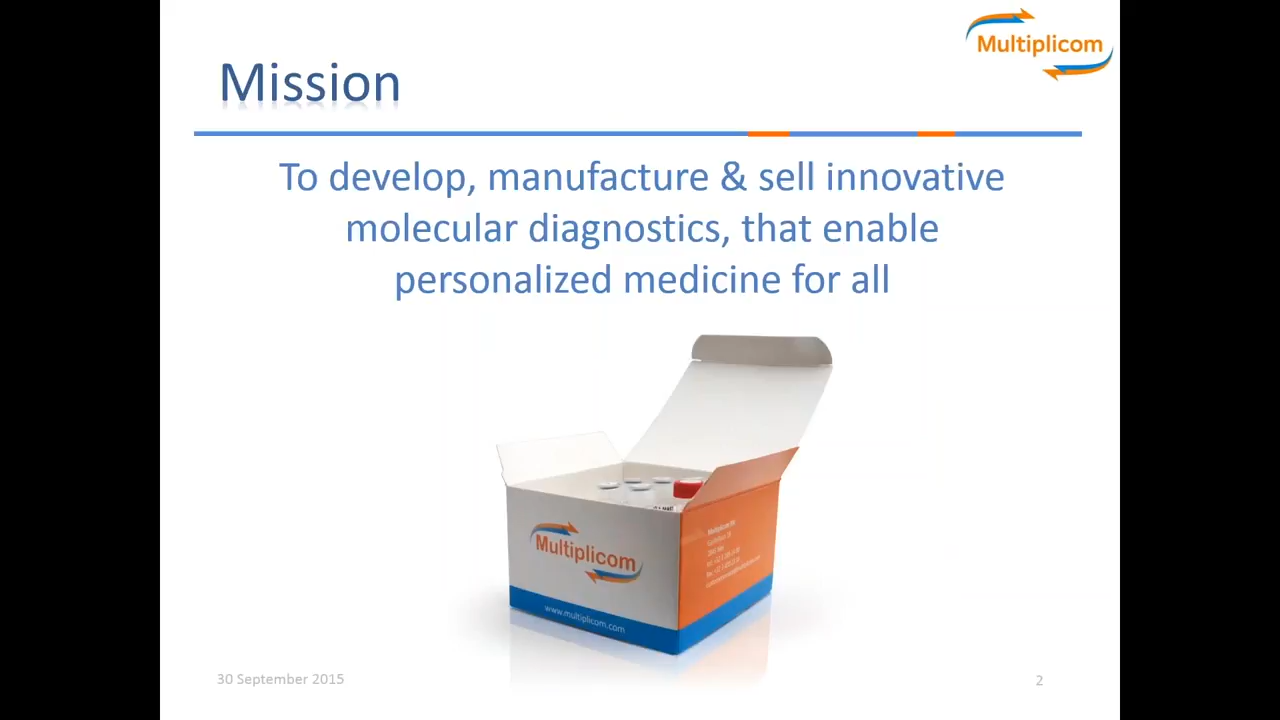 Multiplicom
Mission
To develop, manufacture & sell innovative
molecular diagnostics, that enable
personalized medicine for all
Multiplicom
www.multiplicom.com
30 September 2015
2